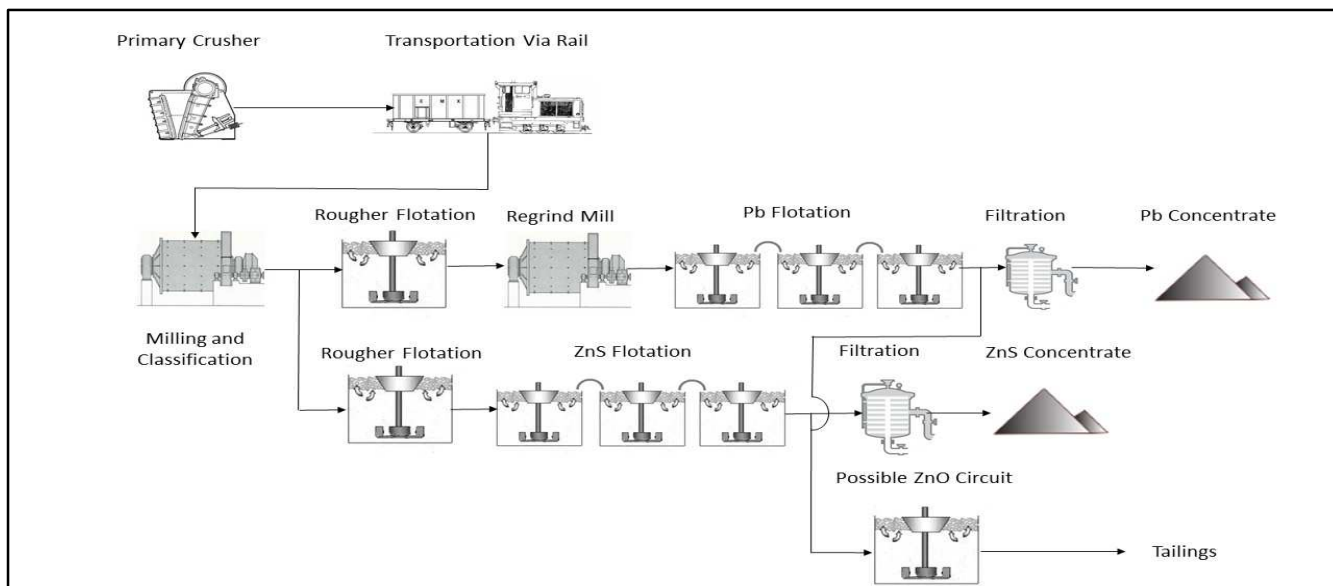 Primary Crusher
Transportation Via Rail
Rougher Flotation
Regrind Mill
Pb Flotation
Filtration
Pb Concentrate
Milling and
Classification
Rougher Flotation
ZnS Flotation
Filtration
ZnS Concentrate
Possible ZnO Circuit
Tailings